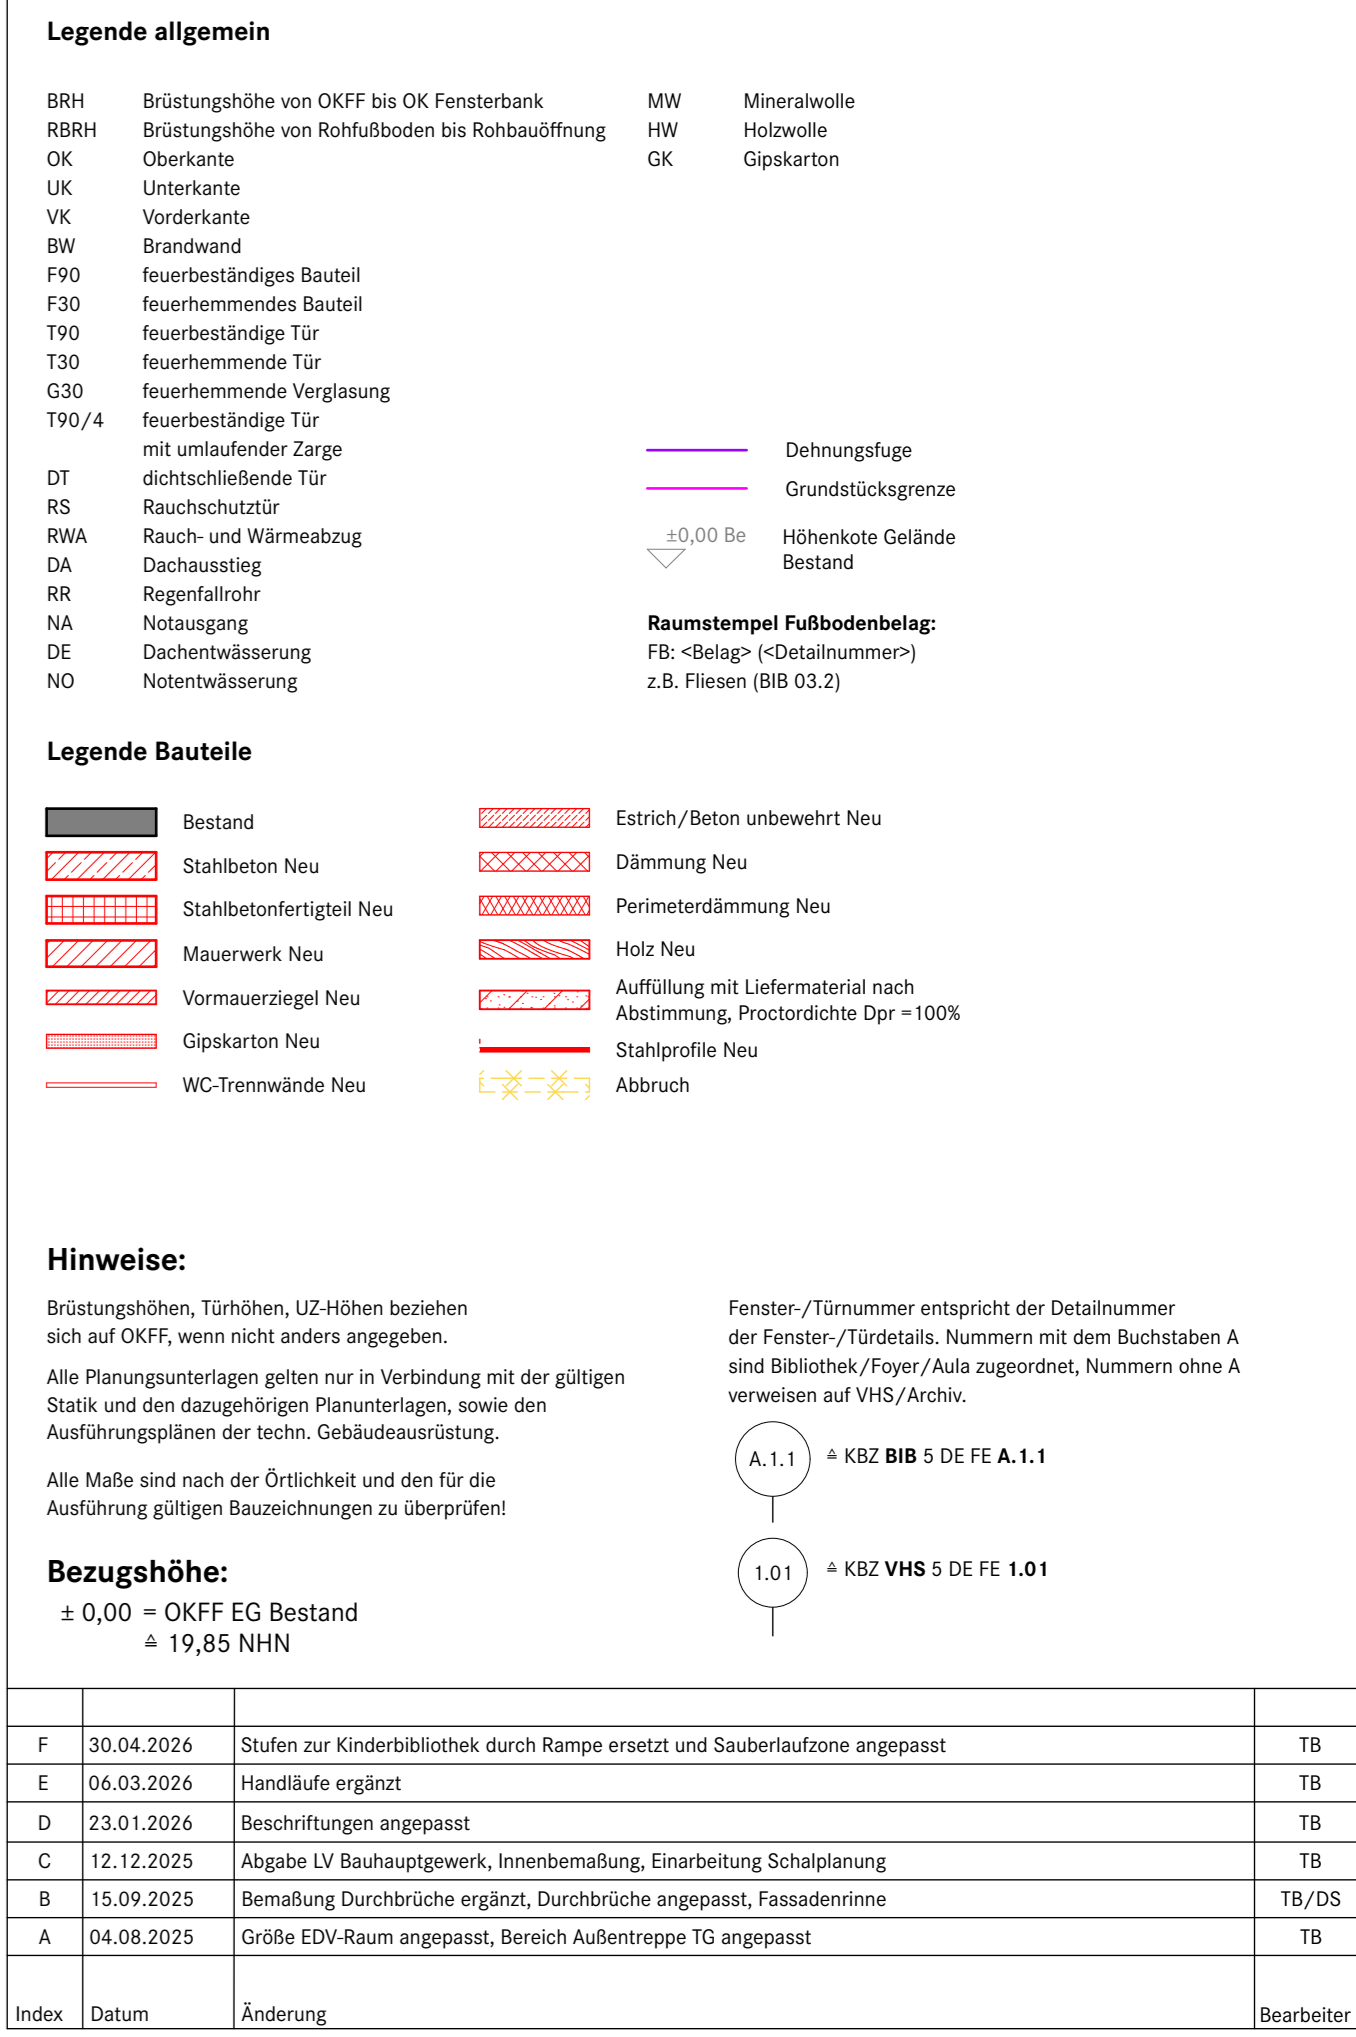 Legende allgemein
BRH Brüstungshöhe von OKFF bis OK Fensterbank
RBRH Brüstungshöhe von Rohfußboden bis Rohbauöffnung
OK Oberkante
UK Unterkante
VK Vorderkante
BW Brandwand
F90 feuerbeständiges Bauteil
F30 feuerhemmendes Bauteil
T90 feuerbeständige Tür
T30 feuerhemmende Tür
G30 feuerhemmende Verglasung
T90/4 feuerbeständige Tür
mit umlaufender Zarge
DT dichtschließende Tür
RS Rauchschutztür
RWA Rauch- und Wärmeabzug
DA Dachausstieg
RR Regenfallrohr
NA Notausgang
DE Dachentwässerung
NO Notentwässerung
MW Mineralwolle
HW Holzwolle
GK Gipskarton
Dehnungsfuge
Grundstücksgrenze
±0,00 Be Höhenkote Gelände
Bestand
Raumstempel Fußbodenbelag:
FB: <Belag> (<Detailnummer>)
z.B. Fliesen (BIB 03.2)
Legende Bauteile
Bestand
Stahlbeton Neu
Stahlbetonfertigteil Neu
Mauerwerk Neu
Vormauerziegel Neu
Gipskarton Neu
WC-Trennwände Neu
Estrich/Beton unbewehrt Neu
Dämmung Neu
Perimeterdämmung Neu
Holz Neu
Auffüllung mit Liefermaterial nach
Abstimmung, Proctordichte Dpr =100%
Stahlprofile Neu
Abbruch
Hinweise:
Brüstungshöhen, Türhöhen, UZ-Höhen beziehen
sich auf OKFF, wenn nicht anders angegeben.
Alle Planungsunterlagen gelten nur in Verbindung mit der gültigen
Statik und den dazugehörigen Planunterlagen, sowie den
Ausführungsplänen der techn. Gebäudeausrüstung.
Alle Maße sind nach der Örtlichkeit und den für die
Ausführung gültigen Bauzeichnungen zu überprüfen!
Fenster-/Türnummer entspricht der Detailnummer
der Fenster-/Türdetails. Nummern mit dem Buchstaben A
sind Bibliothek/Foyer/Aula zugeordnet, Nummern ohne A
verweisen auf VHS/Archiv.
A.1.1 ≙ KBZ BIB 5 DE FE A.1.1
1.01 ≙ KBZ VHS 5 DE FE 1.01
Bezugshöhe:
± 0,00 = OKFF EG Bestand
≙ 19,85 NHN
F 30.04.2026 Stufen zur Kinderbibliothek durch Rampe ersetzt und Sauberlaufzone angepasst TB
E 06.03.2026 Handläufe ergänzt TB
D 23.01.2026 Beschriftungen angepasst TB
C 12.12.2025 Abgabe LV Bauhauptgewerk, Innenbemaßung, Einarbeitung Schalplanung TB
B 15.09.2025 Bemaßung Durchbrüche ergänzt, Durchbrüche angepasst, Fassadenrinne TB/DS
A 04.08.2025 Größe EDV-Raum angepasst, Bereich Außentreppe TG angepasst TB
Index Datum Änderung Bearbeiter